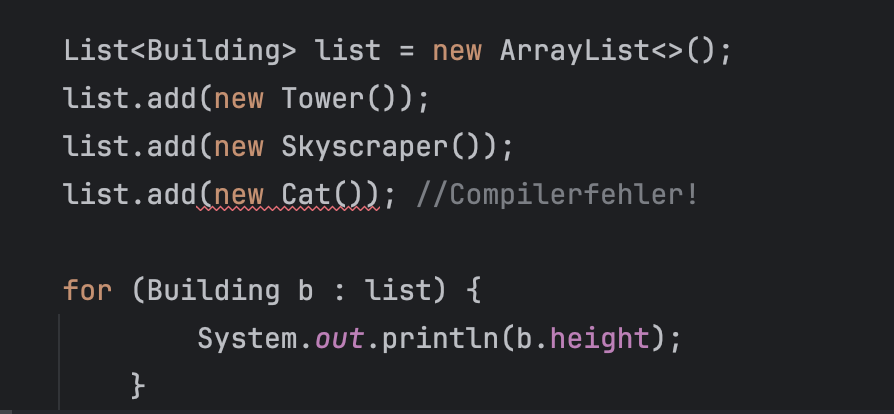 List<Building> list = new ArrayList<>();
list.add(new Tower());
list.add(new Skyscraper());
list.add(new Cat()); //Compilerfehler!
for (Building b : list) {
System.out.println(b.height);
}